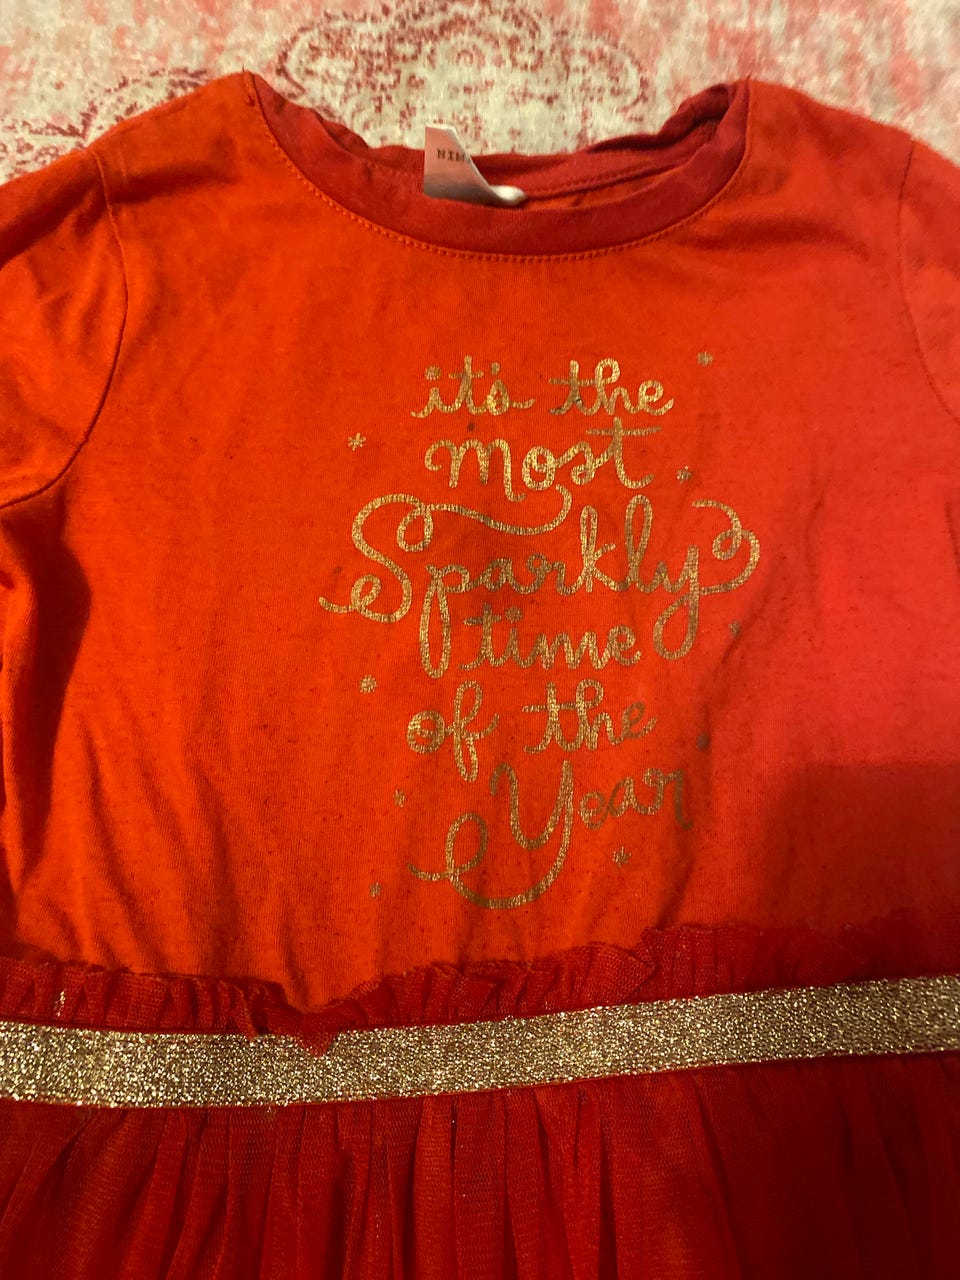 it's the
most
Sparkly
time
of the
Year